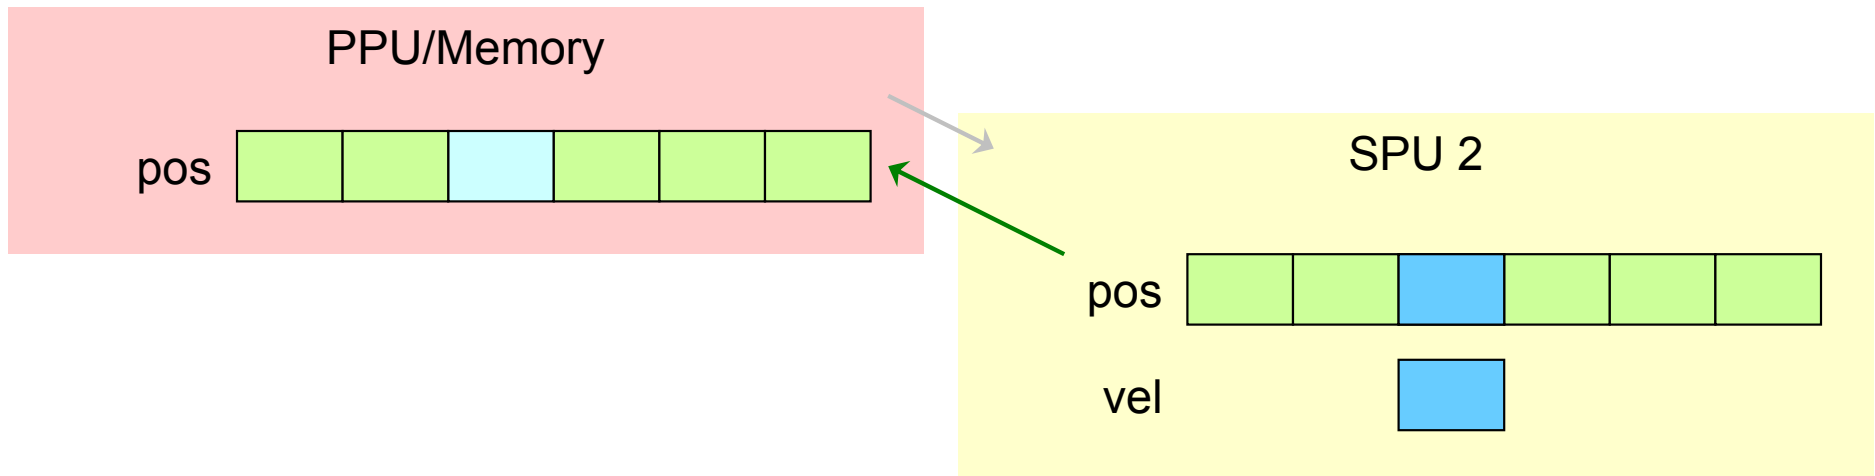 PPU/Memory
pos
SPU 2
pos
vel